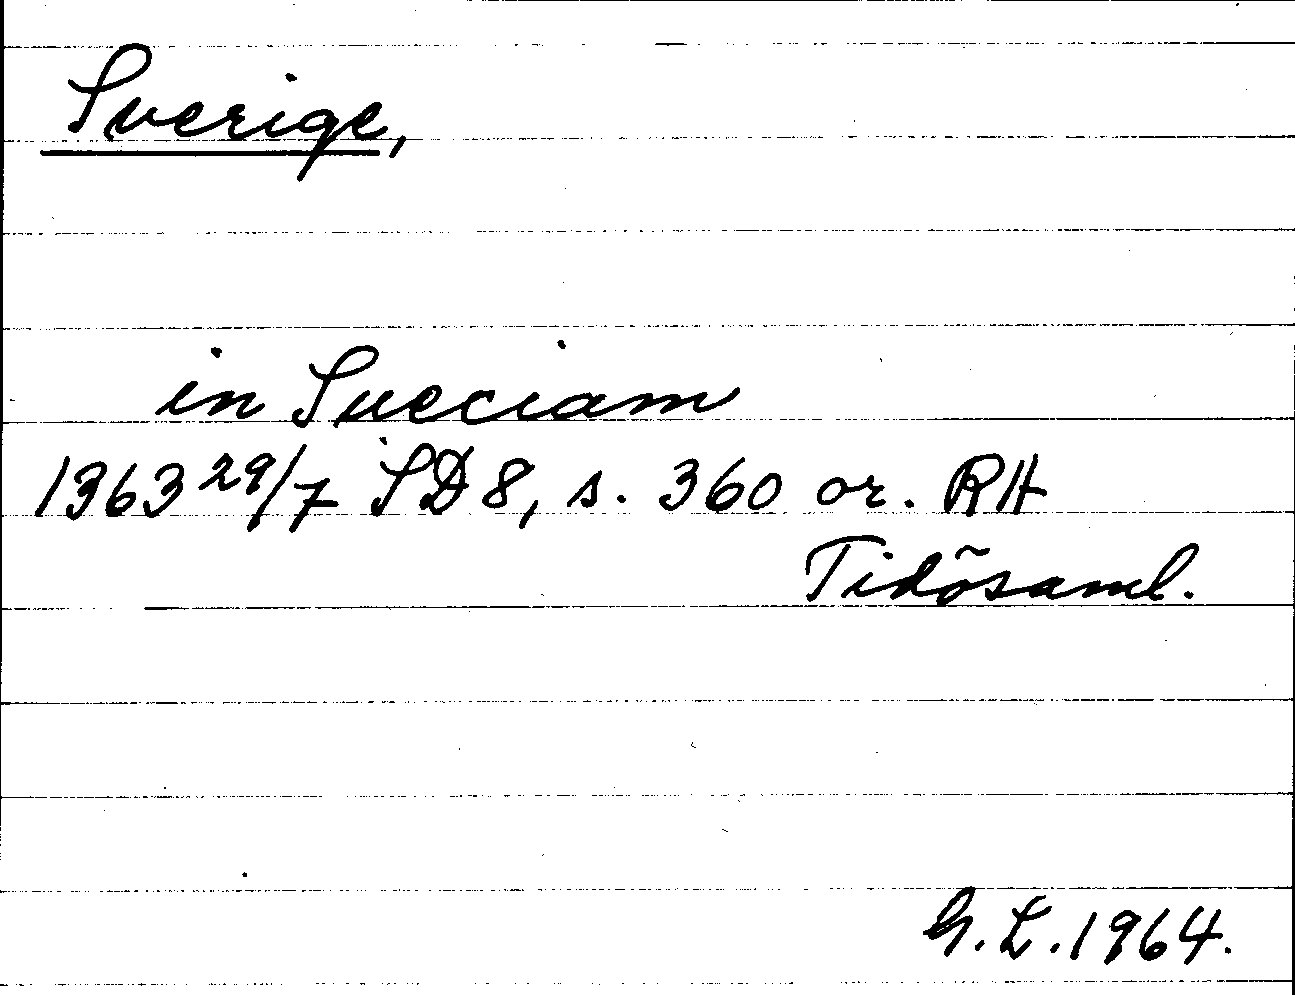 Sverige,
in Sueciam
1363 29/7 SD 8, s. 360 or. RA
Tidösaml.
G. L. 1964.